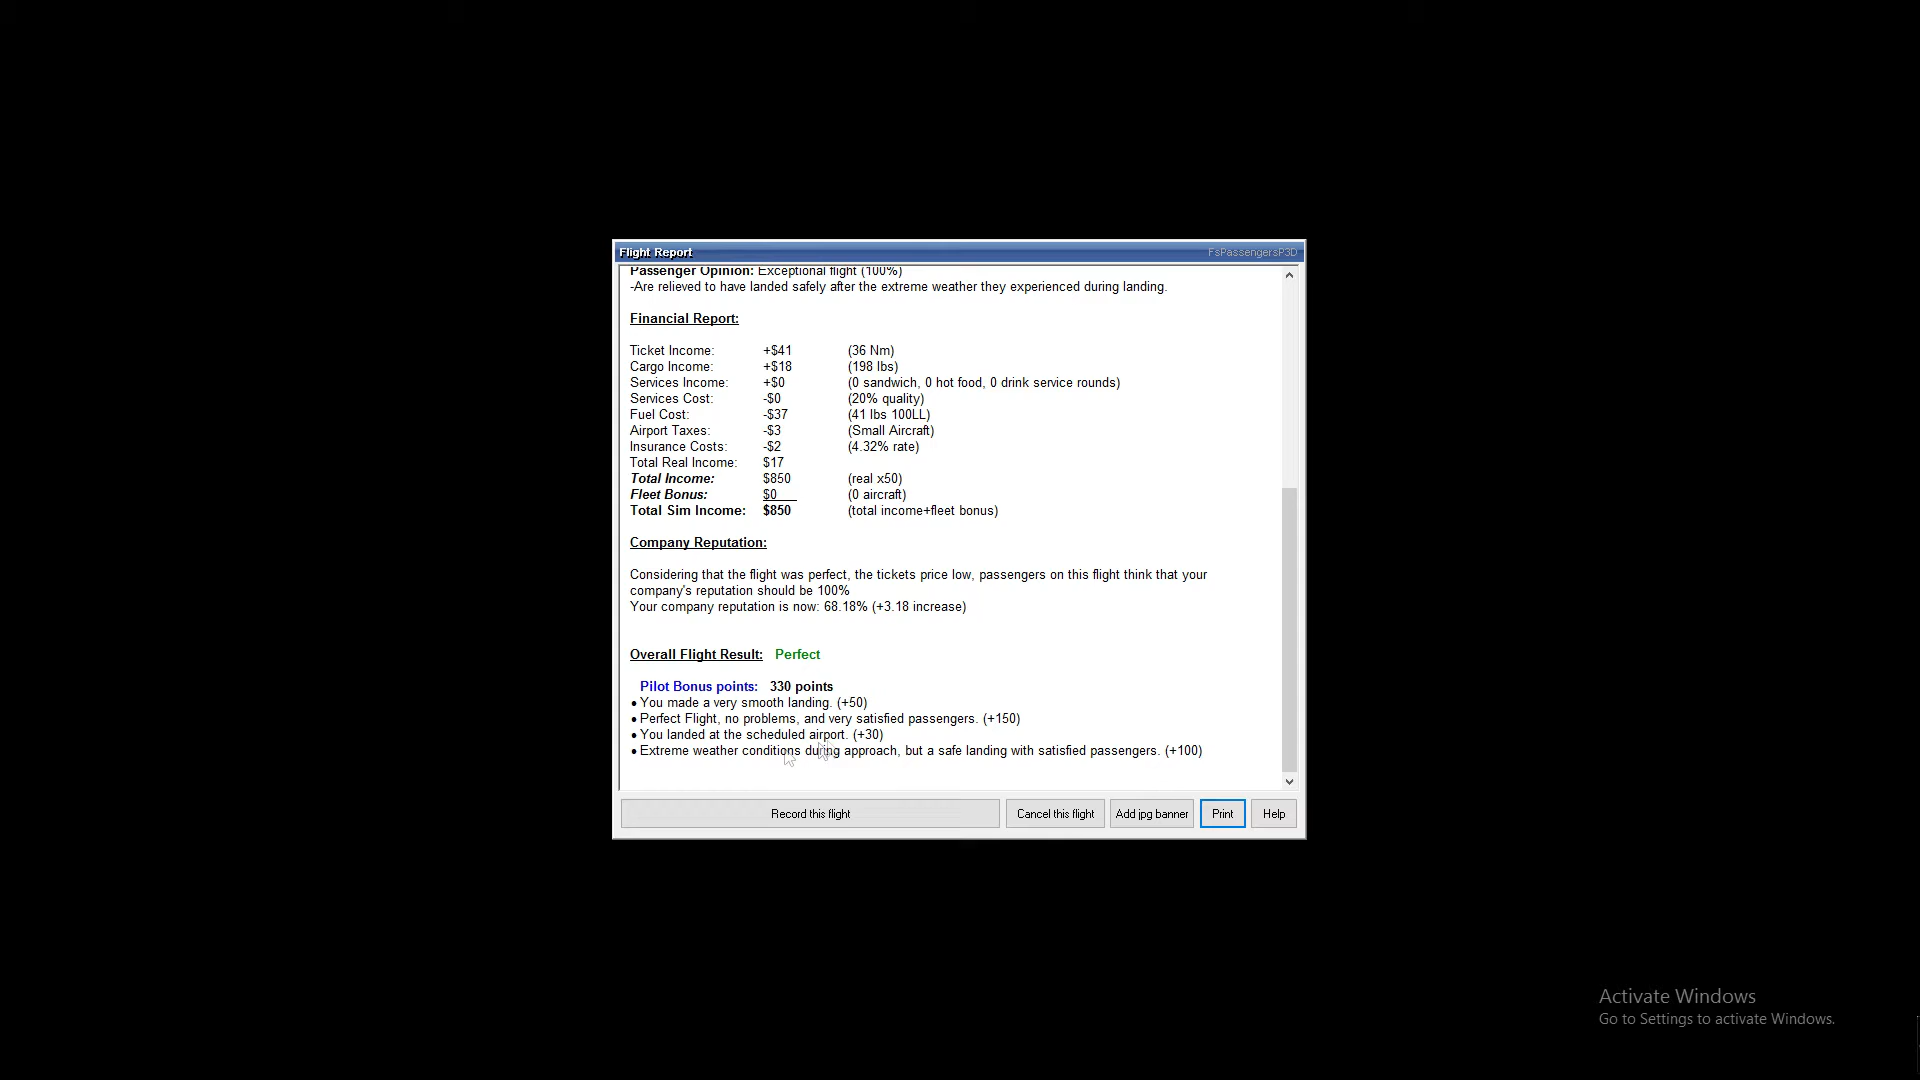 Flight Report FsPassengersP3D
Passenger Opinion: Exceptional flight (100%)
-Are relieved to have landed safely after the extreme weather they experienced during landing.
Financial Report:
Ticket Income: +$41 (36 Nm)
Cargo Income: +$18 (198 lbs)
Services Income: +$0 (0 sandwich, 0 hot food, 0 drink service rounds)
Services Cost: -$0 (20% quality)
Fuel Cost: -$37 (41 lbs 100LL)
Airport Taxes: -$3 (Small Aircraft)
Insurance Costs: -$2 (4.32% rate)
Total Real Income: $17
Total Income: $850 (real x50)
Fleet Bonus: $0 (0 aircraft)
Total Sim Income: $850 (total income+fleet bonus)
Company Reputation:
Considering that the flight was perfect, the tickets price low, passengers on this flight think that your
company's reputation should be 100%
Your company reputation is now: 68.18% (+3.18 increase)
Overall Flight Result: Perfect
Pilot Bonus points: 330 points
• You made a very smooth landing. (+50)
• Perfect Flight, no problems, and very satisfied passengers. (+150)
• You landed at the scheduled airport. (+30)
• Extreme weather conditions during approach, but a safe landing with satisfied passengers. (+100)
Record this flight Cancel this flight Add jpg banner Print Help
Activate Windows
Go to Settings to activate Windows.